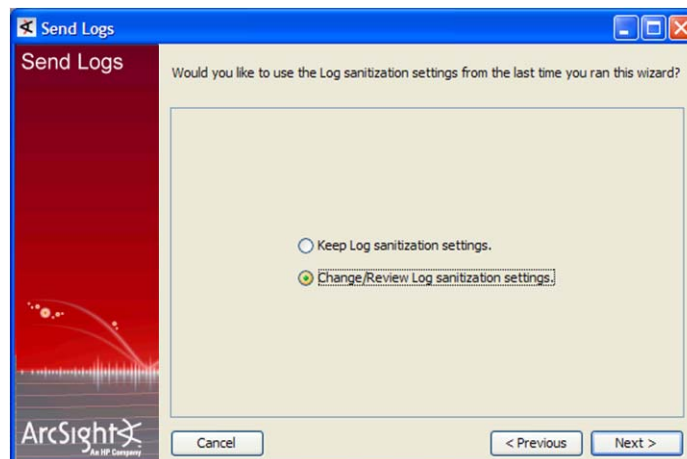 Send Logs
Send Logs
Would you like to use the Log sanitization settings from the last time you ran this wizard?
Keep Log sanitization settings.
Change/Review Log sanitization settings.
ArcSight
An HP Company
Cancel
< Previous
Next >